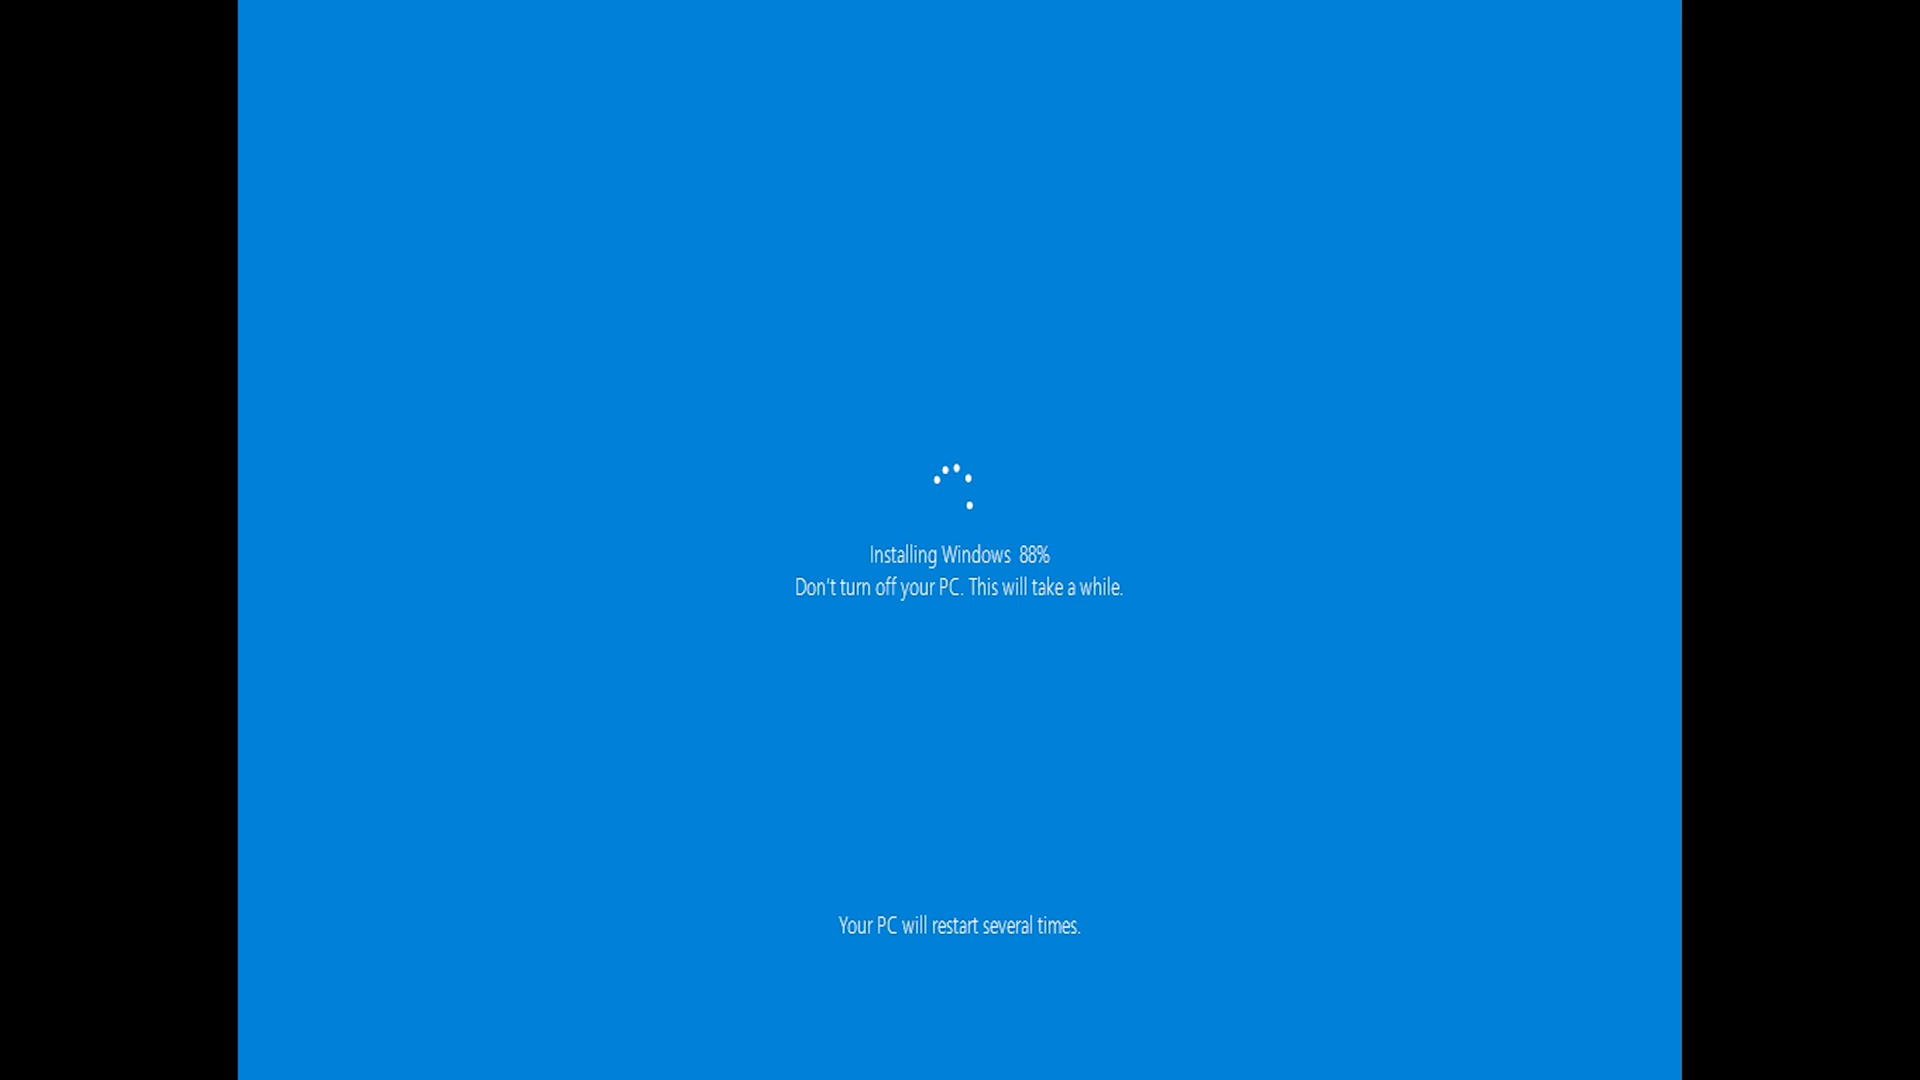 Installing Windows  88%
Don't turn off your PC. This will take a while.
Your PC will restart several times.